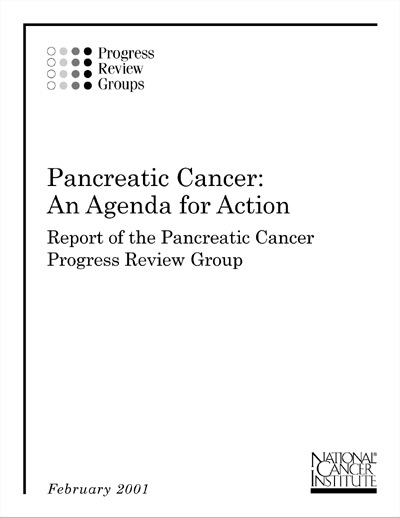 Progress
Review
Groups
Pancreatic Cancer:
An Agenda for Action
Report of the Pancreatic Cancer
Progress Review Group
NATIONAL®
CANCER
INSTITUTE
February 2001